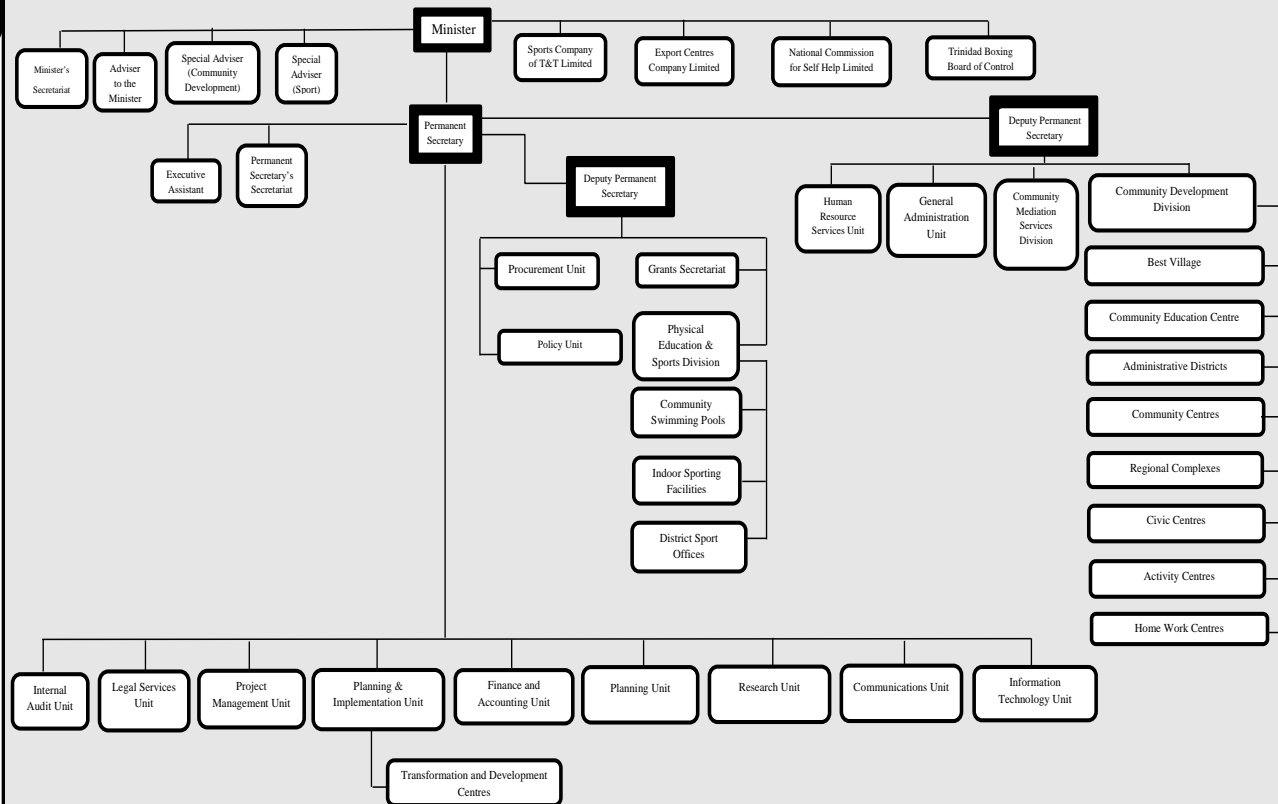 Minister
Minister's
Secretariat
Adviser
to the
Minister
Special Adviser
(Community
Development)
Special
Adviser
(Sport)
Sports Company
of T&T Limited
Export Centres
Company Limited
National Commission
for Self Help Limited
Trinidad Boxing
Board of Control
Permanent
Secretary
Deputy Permanent
Secretary
Executive
Assistant
Permanent
Secretary's
Secretariat
Deputy Permanent
Secretary
Human
Resource
Services Unit
General
Administration
Unit
Community
Mediation
Services
Division
Community Development
Division
Procurement Unit
Grants Secretariat
Best Village
Policy Unit
Physical
Education &
Sports Division
Community Education Centre
Administrative Districts
Community
Swimming Pools
Community Centres
Indoor Sporting
Facilities
Regional Complexes
District Sport
Offices
Civic Centres
Activity Centres
Home Work Centres
Internal
Audit Unit
Legal Services
Unit
Project
Management Unit
Planning &
Implementation Unit
Finance and
Accounting Unit
Planning Unit
Research Unit
Communications Unit
Information
Technology Unit
Transformation and Development
Centres